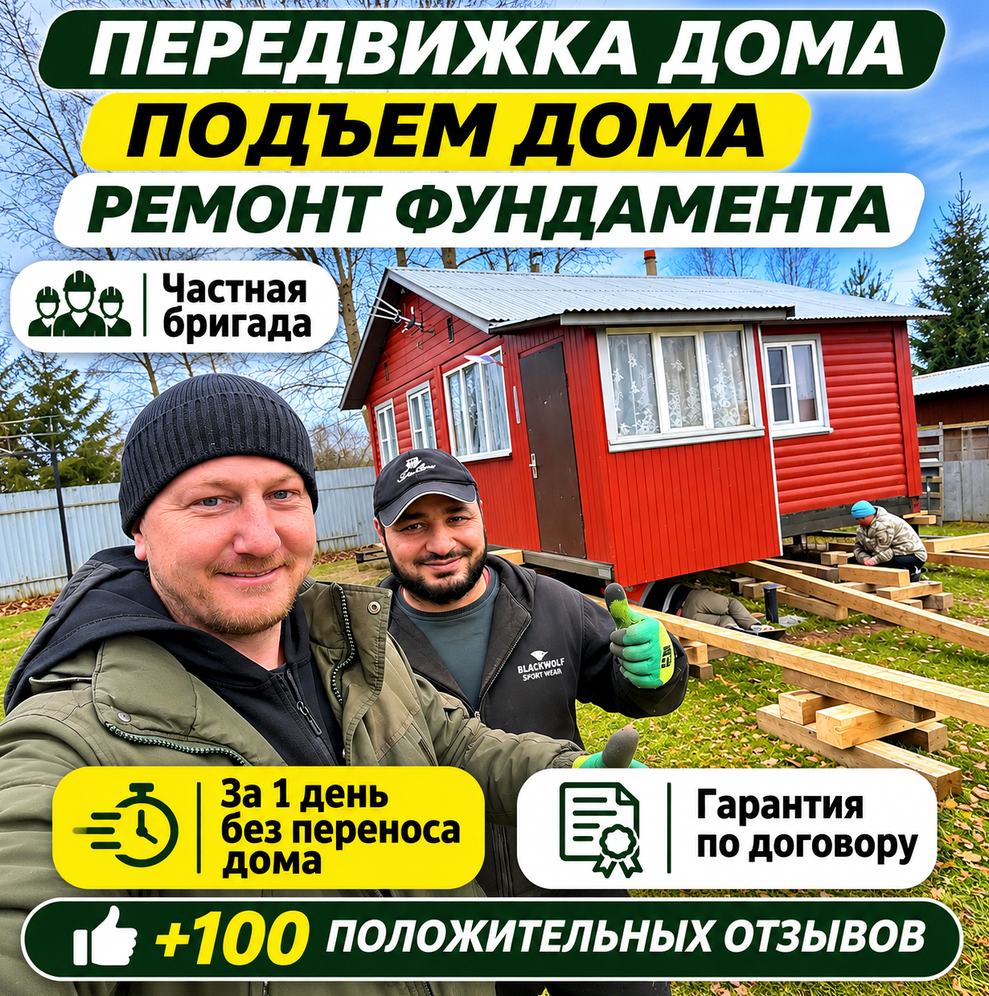 ПЕРЕДВИЖКА ДОМА
ПОДЪЕМ ДОМА
РЕМОНТ ФУНДАМЕНТА
Частная
бригада
BLACKWOLF
SPORT WEAR
За 1 день
без переноса
дома
Гарантия
по договору
+100 ПОЛОЖИТЕЛЬНЫХ ОТЗЫВОВ